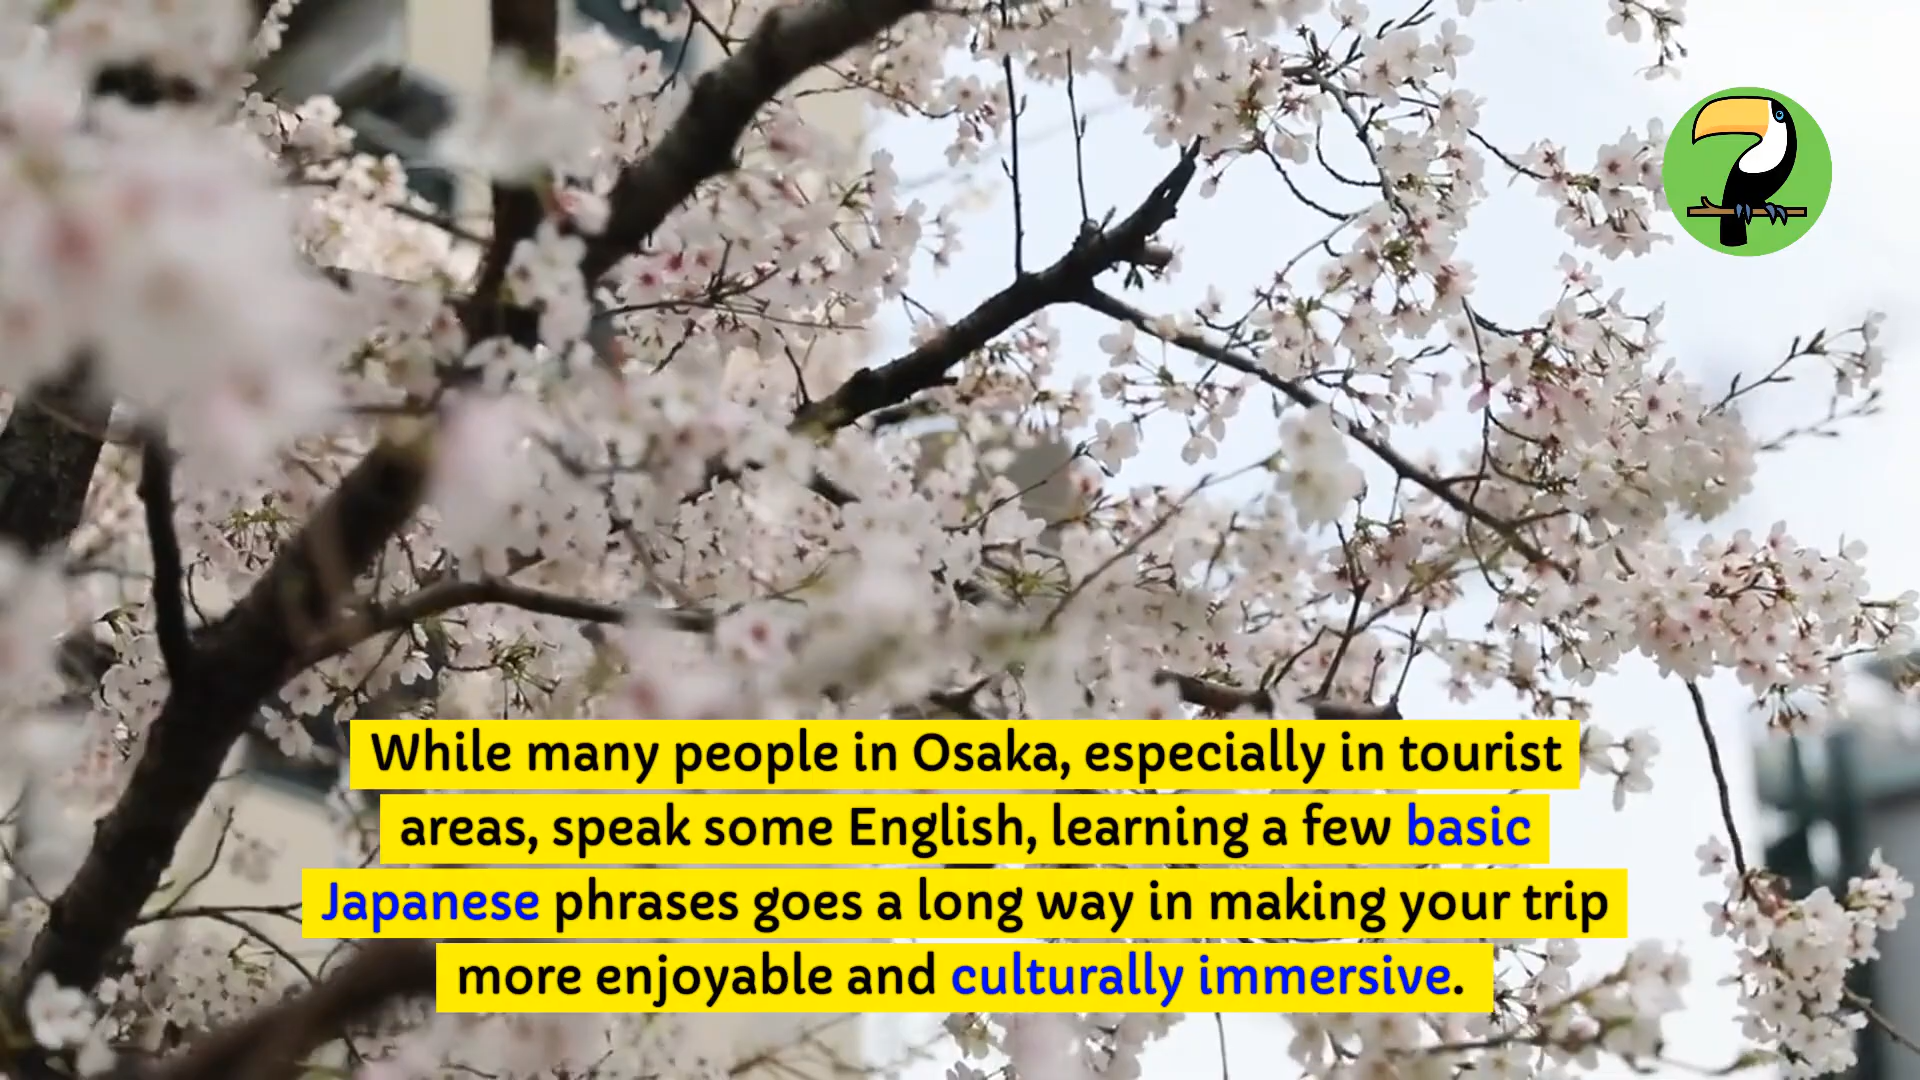 While many people in Osaka, especially in tourist
areas, speak some English, learning a few basic
Japanese phrases goes a long way in making your trip
more enjoyable and culturally immersive.